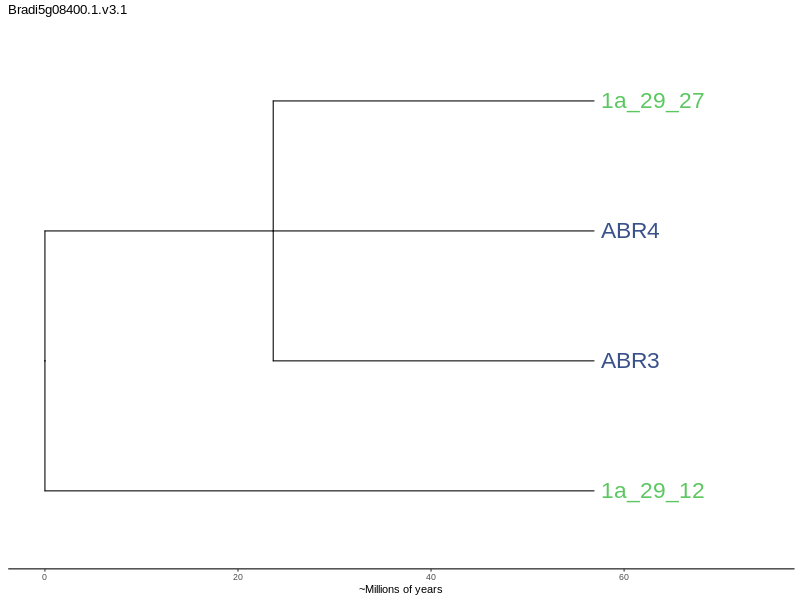 Bradi5g08400.1.v3.1
1a_29_27
ABR4
ABR3
1a_29_12
0 20 40 60
~Millions of years